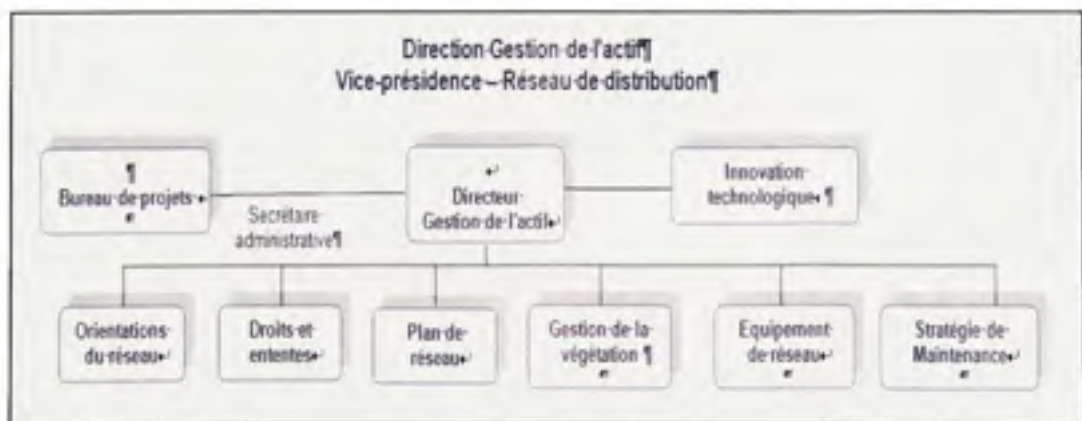 Direction Gestion de l'actif¶
Vice-présidence – Réseau de distribution¶
¶
Bureau de projets
Directeur
Gestion de l'actif
Innovation
technologique ¶
Secrétaire
administrative¶
Orientations
du réseau
Droits et
ententes
Plan de
réseau
Gestion de la
végétation ¶
Equipement
de réseau
Stratégie de
Maintenance